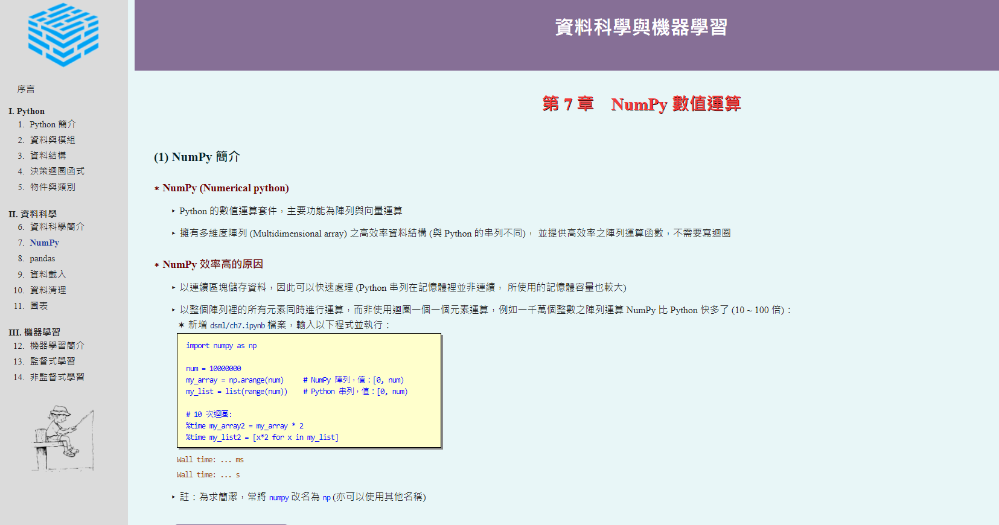 資料科學與機器學習
序言
I. Python
1. Python 簡介
2. 資料與模組
3. 資料結構
4. 決策迴圈函式
5. 物件與類別
II. 資料科學
6. 資料科學簡介
7. NumPy
8. pandas
9. 資料載入
10. 資料清理
11. 圖表
III. 機器學習
12. 機器學習簡介
13. 監督式學習
14. 非監督式學習
第 7 章 NumPy 數值運算
(1) NumPy 簡介
* NumPy (Numerical python)
‣ Python 的數值運算套件，主要功能為陣列與向量運算
‣ 擁有多維度陣列 (Multidimensional array) 之高效率資料結構 (與 Python 的串列不同)， 並提供高效率之陣列運算函數，不需要寫迴圈
* NumPy 效率高的原因
‣ 以連續區塊儲存資料，因此可以快速處理 (Python 串列在記憶體裡並非連續， 所使用的記憶體容量也較大)
‣ 以整個陣列裡的所有元素同時進行運算，而非使用迴圈一個一個元素運算，例如一千萬個整數之陣列運算 NumPy 比 Python 快多了 (10 ~ 100 倍)：
✶ 新增 dsml/ch7.ipynb 檔案，輸入以下程式並執行：
import numpy as np
num = 10000000
my_array = np.arange(num) # NumPy 陣列，值：[0, num)
my_list = list(range(num)) # Python 串列，值：[0, num)
# 10 次迴圈:
%time my_array2 = my_array * 2
%time my_list2 = [x*2 for x in my_list]
Wall time: ... ms
Wall time: ... s
‣ 註：為求簡潔，常將 numpy 改名為 np (亦可以使用其他名稱)